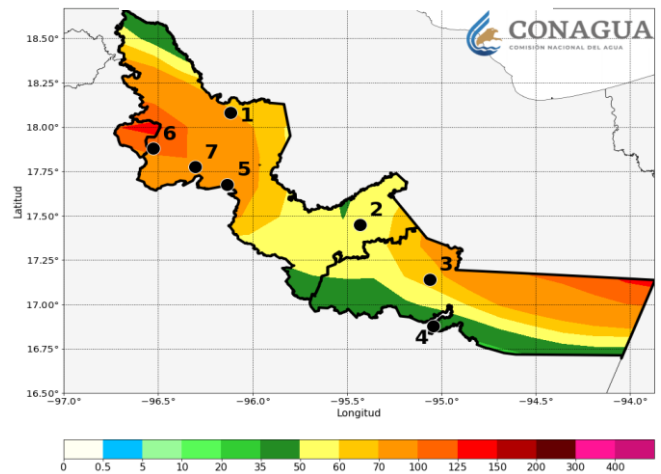 CONAGUA
COMISIÓN NACIONAL DEL AGUA
18.50°
18.25°
18.00°
17.75°
17.50°
17.25°
17.00°
16.75°
16.50°
Latitud
1
6
7
5
2
3
4
−97.0° −96.5° −96.0° −95.5° −95.0° −94.5° −94.0°
Longitud
0 0.5 5 10 20 35 50 60 70 100 125 150 200 300 400